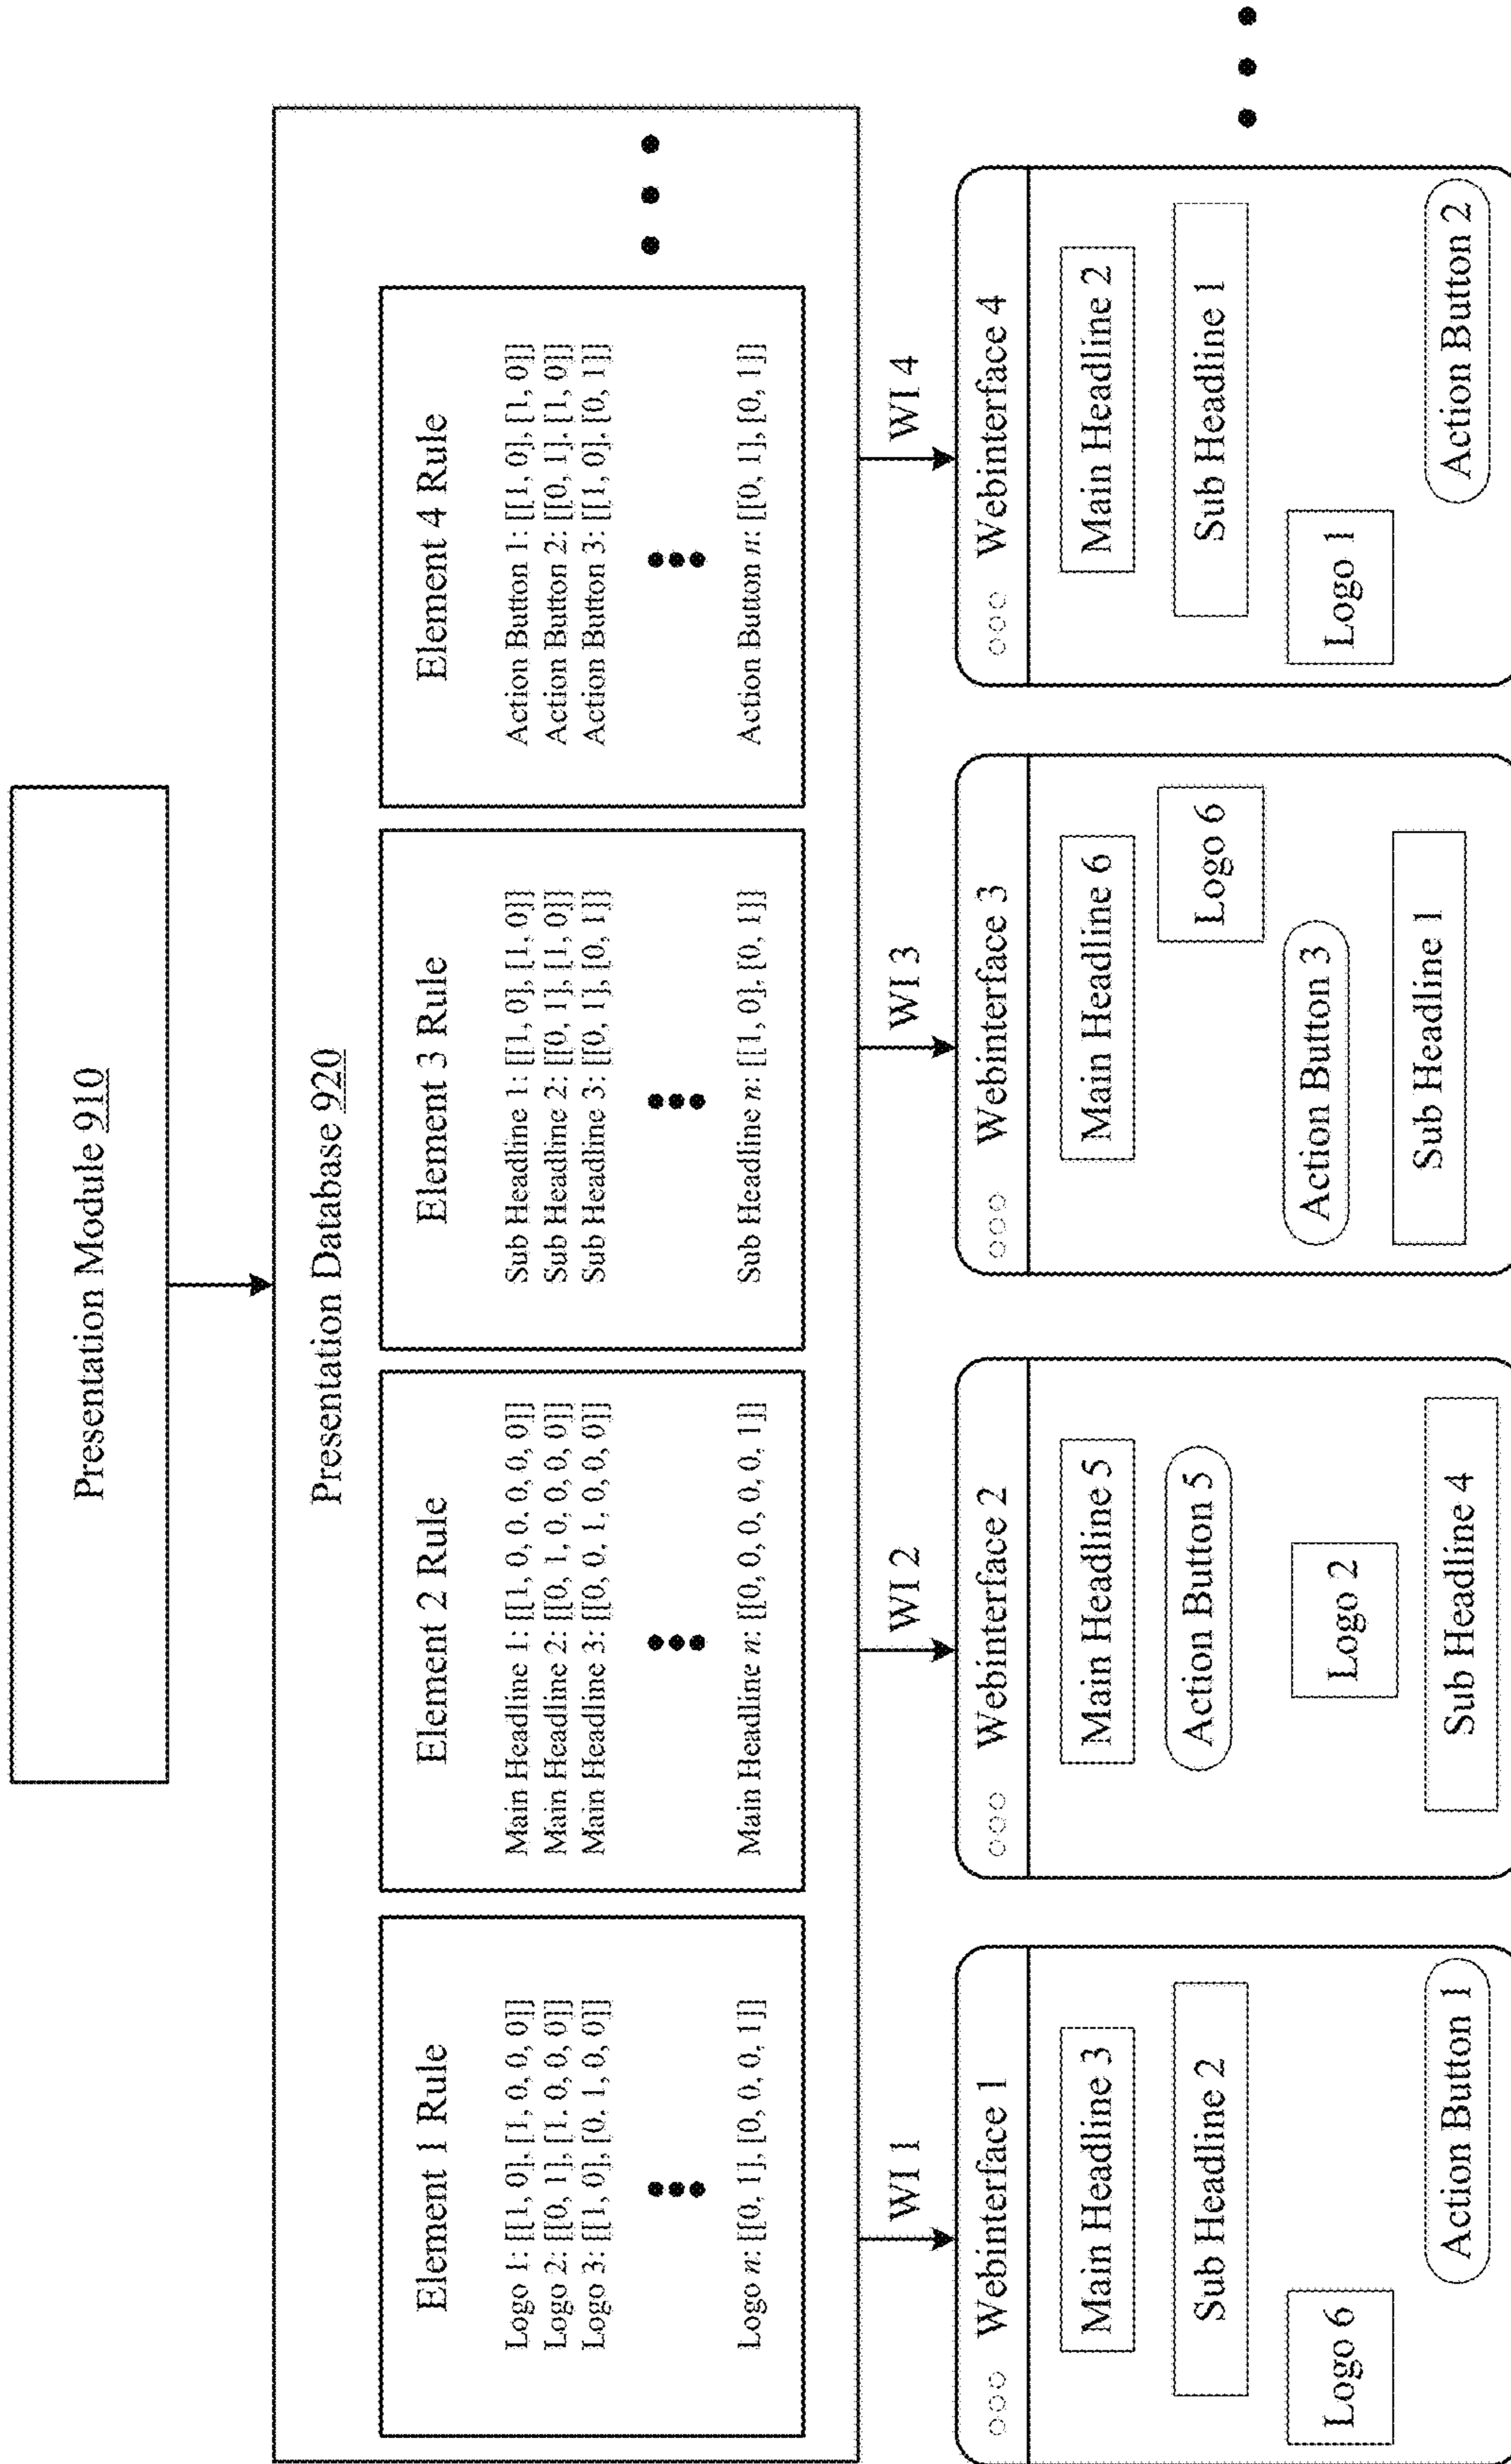 Presentation Module 910
Presentation Database 920
Element 1 Rule
Logo 1: [[1, 0], [1, 0, 0, 0]]
Logo 2: [[0, 1], [1, 0, 0, 0]]
Logo 3: [[1, 0], [0, 1, 0, 0]]
Logo n: [[0, 1], [0, 0, 0, 1]]
Element 2 Rule
Main Headline 1: [[1, 0, 0, 0, 0, 0]]
Main Headline 2: [[0, 1, 0, 0, 0, 0]]
Main Headline 3: [[0, 0, 1, 0, 0, 0]]
Main Headline n: [[0, 0, 0, 0, 0, 1]]
Element 3 Rule
Sub Headline 1: [[1, 0], [1, 0]]
Sub Headline 2: [[0, 1], [1, 0]]
Sub Headline 3: [[0, 1], [0, 1]]
Sub Headline n: [[1, 0], [0, 1]]
Element 4 Rule
Action Button 1: [[1, 0], [1, 0]]
Action Button 2: [[0, 1], [1, 0]]
Action Button 3: [[1, 0], [0, 1]]
Action Button n: [[0, 1], [0, 1]]
WI 1
WI 2
WI 3
WI 4
Webinterface 1
Main Headline 3
Sub Headline 2
Logo 6
Action Button 1
Webinterface 2
Main Headline 5
Action Button 5
Logo 2
Sub Headline 4
Webinterface 3
Main Headline 6
Logo 6
Action Button 3
Sub Headline 1
Webinterface 4
Main Headline 2
Sub Headline 1
Logo 1
Action Button 2